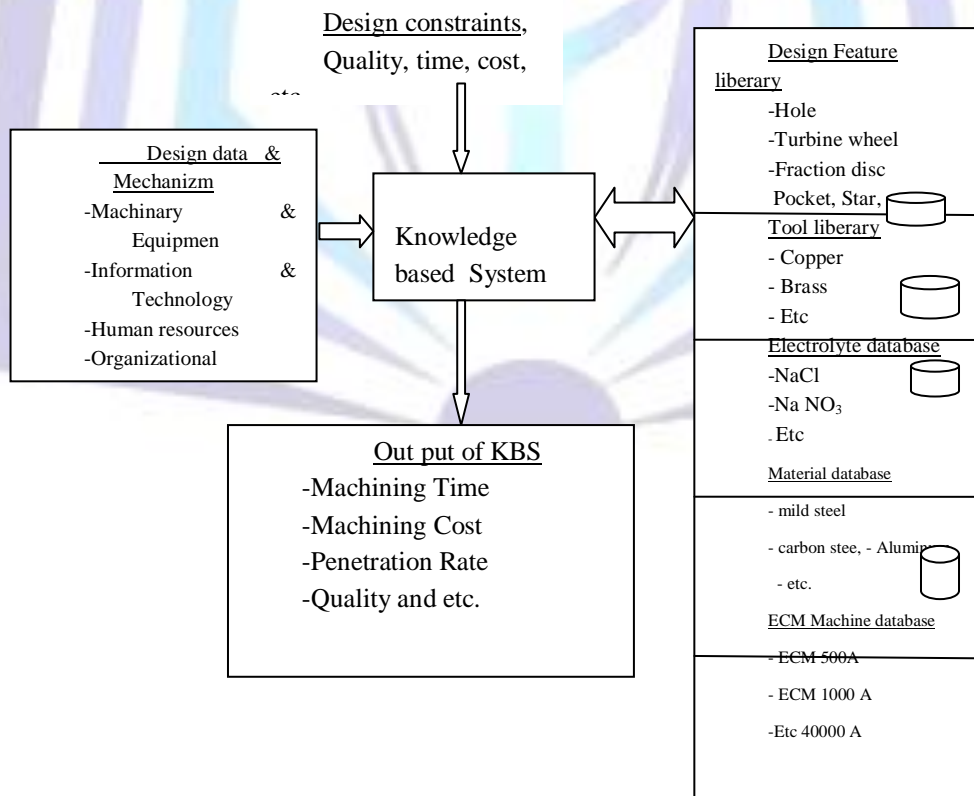 Design constraints,
Quality, time, cost,
etc
Design data &
Mechanizm
-Machinary &
Equipmen
-Information &
Technology
-Human resources
-Organizational
Knowledge
based System
Out put of KBS
-Machining Time
-Machining Cost
-Penetration Rate
-Quality and etc.
Design Feature
liberary
-Hole
-Turbine wheel
-Fraction disc
Pocket, Star,
Tool liberary
- Copper
- Brass
- Etc
Electrolyte database
-NaCl
-Na NO₃
- Etc
Material database
- mild steel
- carbon stee, - Alumin
- etc.
ECM Machine database
- ECM 500A
- ECM 1000 A
-Etc 40000 A